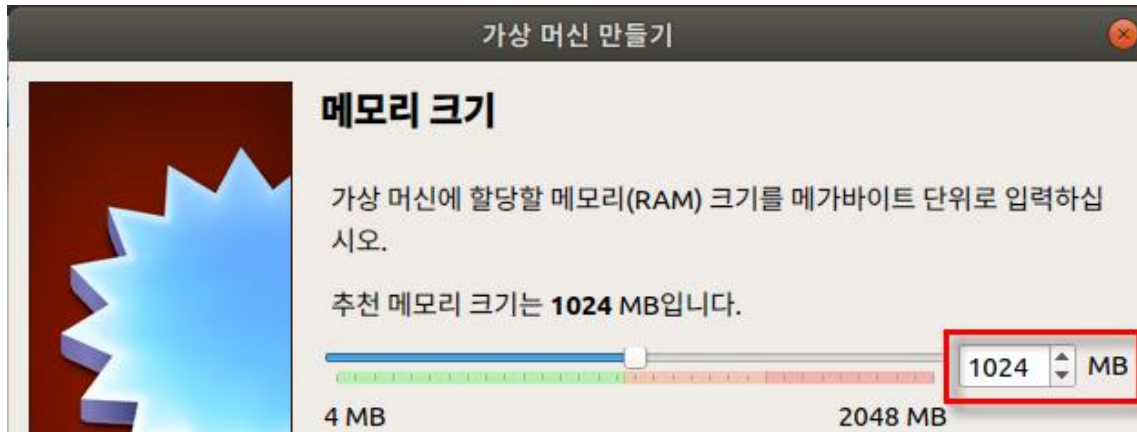 가상 머신 만들기
메모리 크기
가상 머신에 할당할 메모리(RAM) 크기를 메가바이트 단위로 입력하십
시오.
추천 메모리 크기는 1024 MB입니다.
1024 MB
4 MB 2048 MB